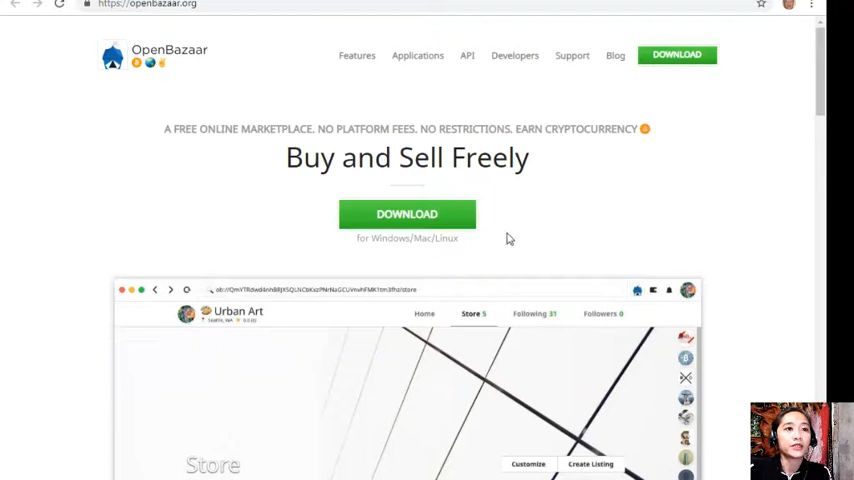 https://openbazaar.org
OpenBazaar
Features Applications API Developers Support Blog DOWNLOAD
A FREE ONLINE MARKETPLACE. NO PLATFORM FEES. NO RESTRICTIONS. EARN CRYPTOCURRENCY
Buy and Sell Freely
DOWNLOAD
for Windows/Mac/Linux
Urban Art
Seattle, WA
Home Store 5 Following 31 Followers 0
Store
Customize Create Listing